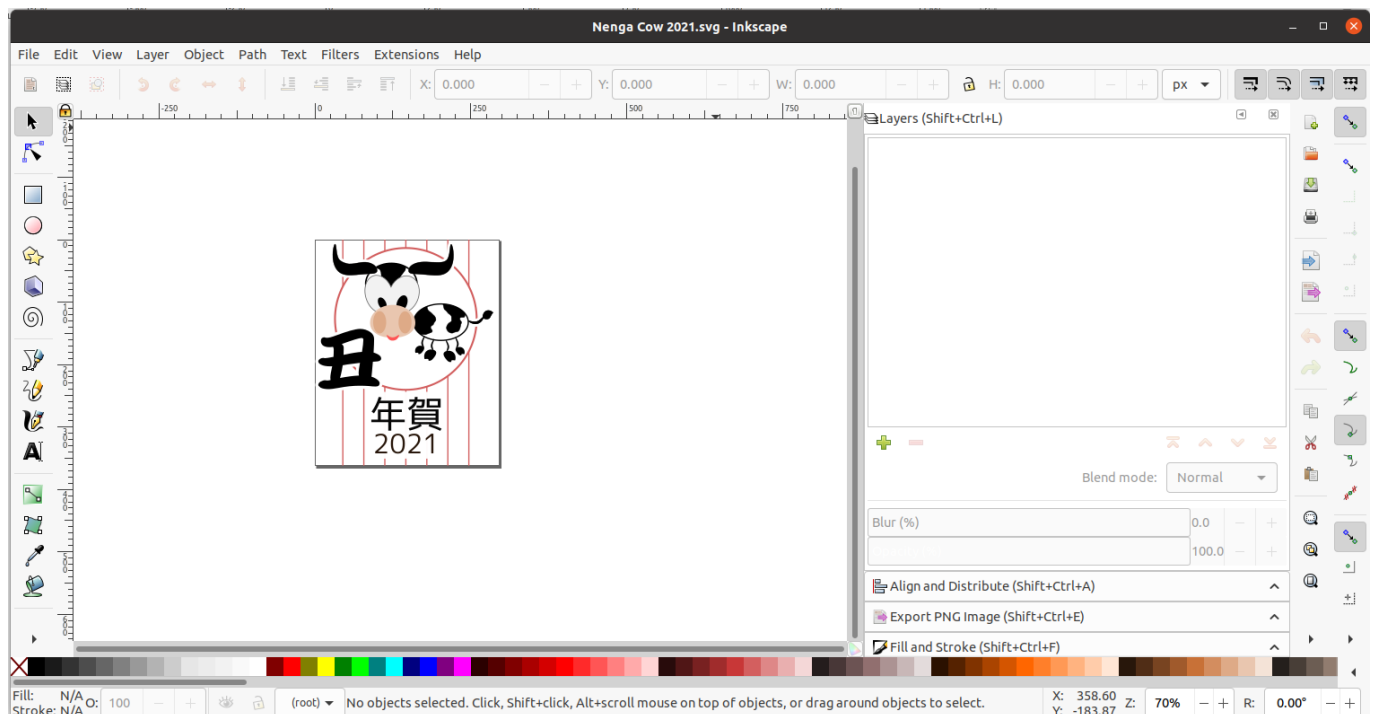 Nenga Cow 2021.svg - Inkscape
File Edit View Layer Object Path Text Filters Extensions Help
X: 0.000 Y: 0.000 W: 0.000 H: 0.000 px
-250 0 250 500 750
Layers (Shift+Ctrl+L)
丑
年賀
2021
Blend mode: Normal
Blur (%) 0.0
100.0
Align and Distribute (Shift+Ctrl+A)
Export PNG Image (Shift+Ctrl+E)
Fill and Stroke (Shift+Ctrl+F)
Fill: N/A O: 100 (root) No objects selected. Click, Shift+click, Alt+scroll mouse on top of objects, or drag around objects to select. X: 358.60 Z: 70% R: 0.00°
Stroke: N/A Y: -183.87